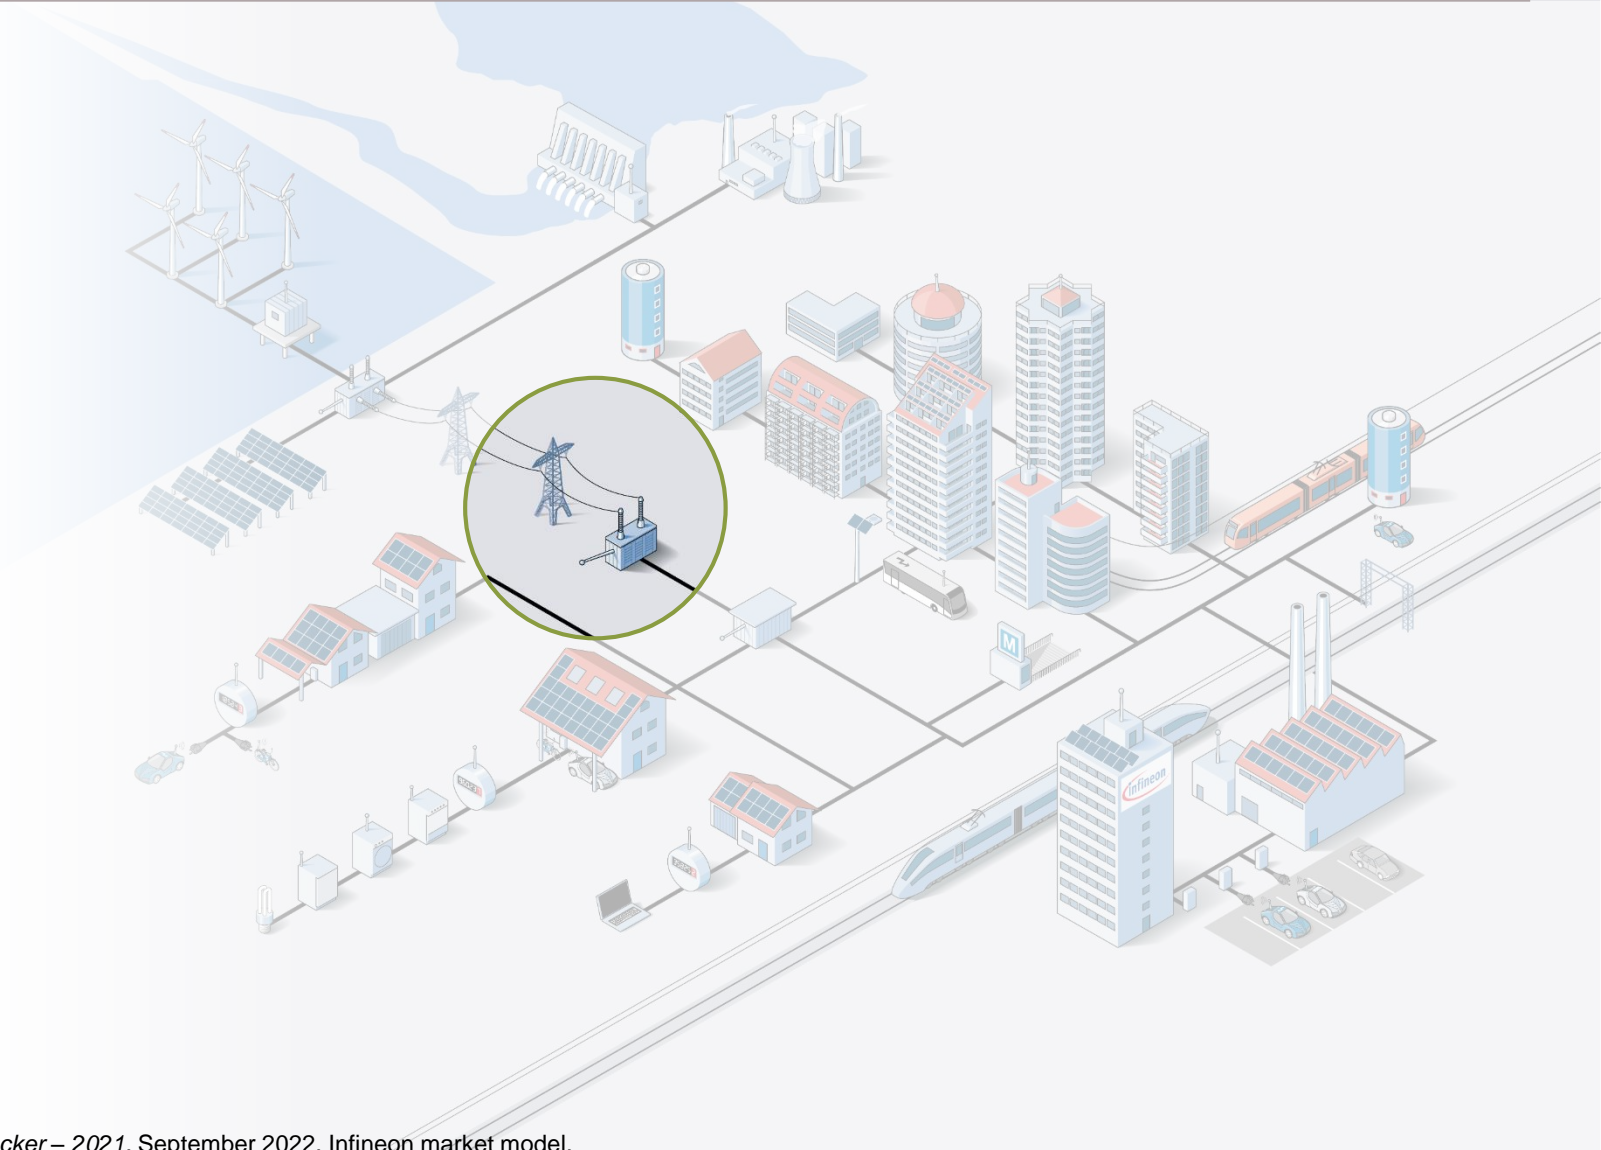 M
infineon
cker – 2021. September 2022. Infineon market model.